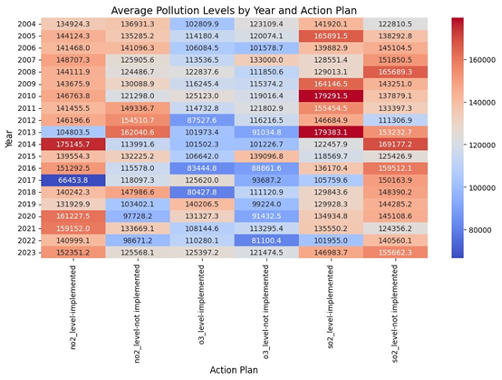 Average Pollution Levels by Year and Action Plan
2004 134924.3 136931.3 102809.9 123109.4 141920.1 122810.5
2005 144124.3 135285.2 114180.4 120074.1 165891.5 138292.8
2006 141468.0 141096.3 106084.5 101578.7 139882.9 145104.5
2007 148707.3 125905.6 113536.5 133000.0 128551.4 151850.5
2008 144111.9 124486.7 122837.6 111850.6 129013.1 165689.3
2009 143675.9 130088.9 116245.4 115374.2 164146.5 143251.0
2010 146763.8 121298.0 125123.0 119016.4 179291.5 137879.1
2011 141455.5 149336.7 114732.8 121802.9 155454.5 133397.3
2012 146196.6 154510.7 87527.6 116216.5 146684.9 111306.9
2013 104803.5 162040.6 101973.4 91034.8 179383.1 153232.7
2014 175145.7 113991.6 101502.3 101226.7 122457.9 169177.2
2015 139554.3 132225.2 106642.0 139096.8 118569.7 125426.9
2016 151292.5 115578.0 83444.8 88861.6 136170.4 159512.1
2017 66453.8 118097.3 125620.0 93687.2 105759.6 150163.9
2018 140242.3 147986.6 80427.8 111120.9 129843.6 148390.2
2019 131929.9 103402.1 140206.5 99224.0 129928.3 144285.2
2020 161227.5 97728.2 131327.3 91432.5 134934.8 145108.6
2021 159152.0 133669.1 108144.6 113295.4 135550.2 124356.2
2022 140999.1 98671.2 110280.1 81100.4 101955.0 140560.1
2023 152351.2 125568.1 125397.2 121474.5 146983.7 155662.3
Year
no2_level-implemented
no2_level-not implemented
o3_level-implemented
o3_level-not implemented
so2_level-implemented
so2_level-not implemented
Action Plan
160000
140000
120000
100000
80000